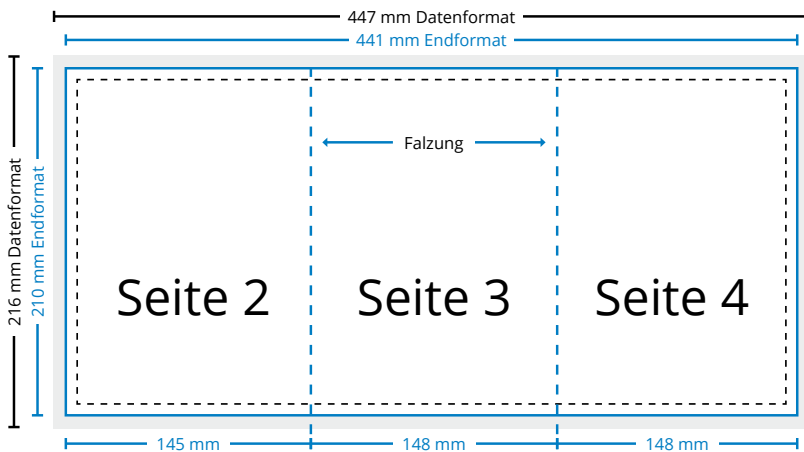 447 mm Datenformat
441 mm Endformat
216 mm Datenformat
210 mm Endformat
Falzung
Seite 2
Seite 3
Seite 4
145 mm
148 mm
148 mm